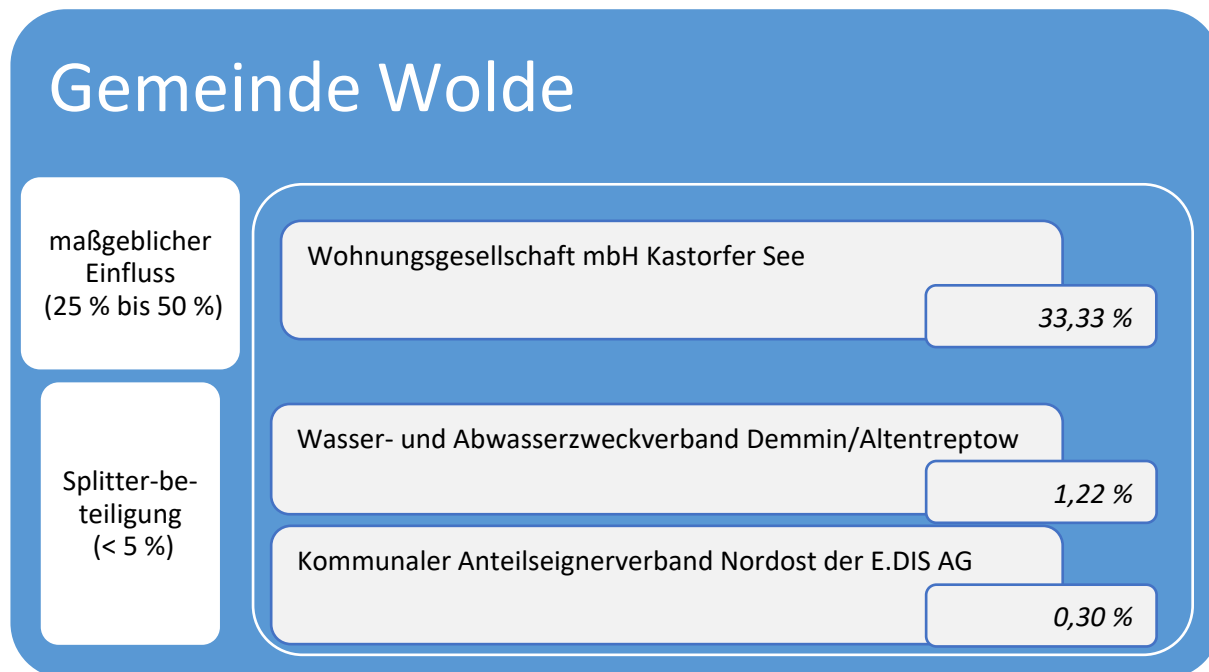 Gemeinde Wolde
maßgeblicher
Einfluss
(25 % bis 50 %)
Wohnungsgesellschaft mbH Kastorfer See
33,33 %
Splitter-be-
teiligung
(< 5 %)
Wasser- und Abwasserzweckverband Demmin/Altentreptow
1,22 %
Kommunaler Anteilseignerverband Nordost der E.DIS AG
0,30 %